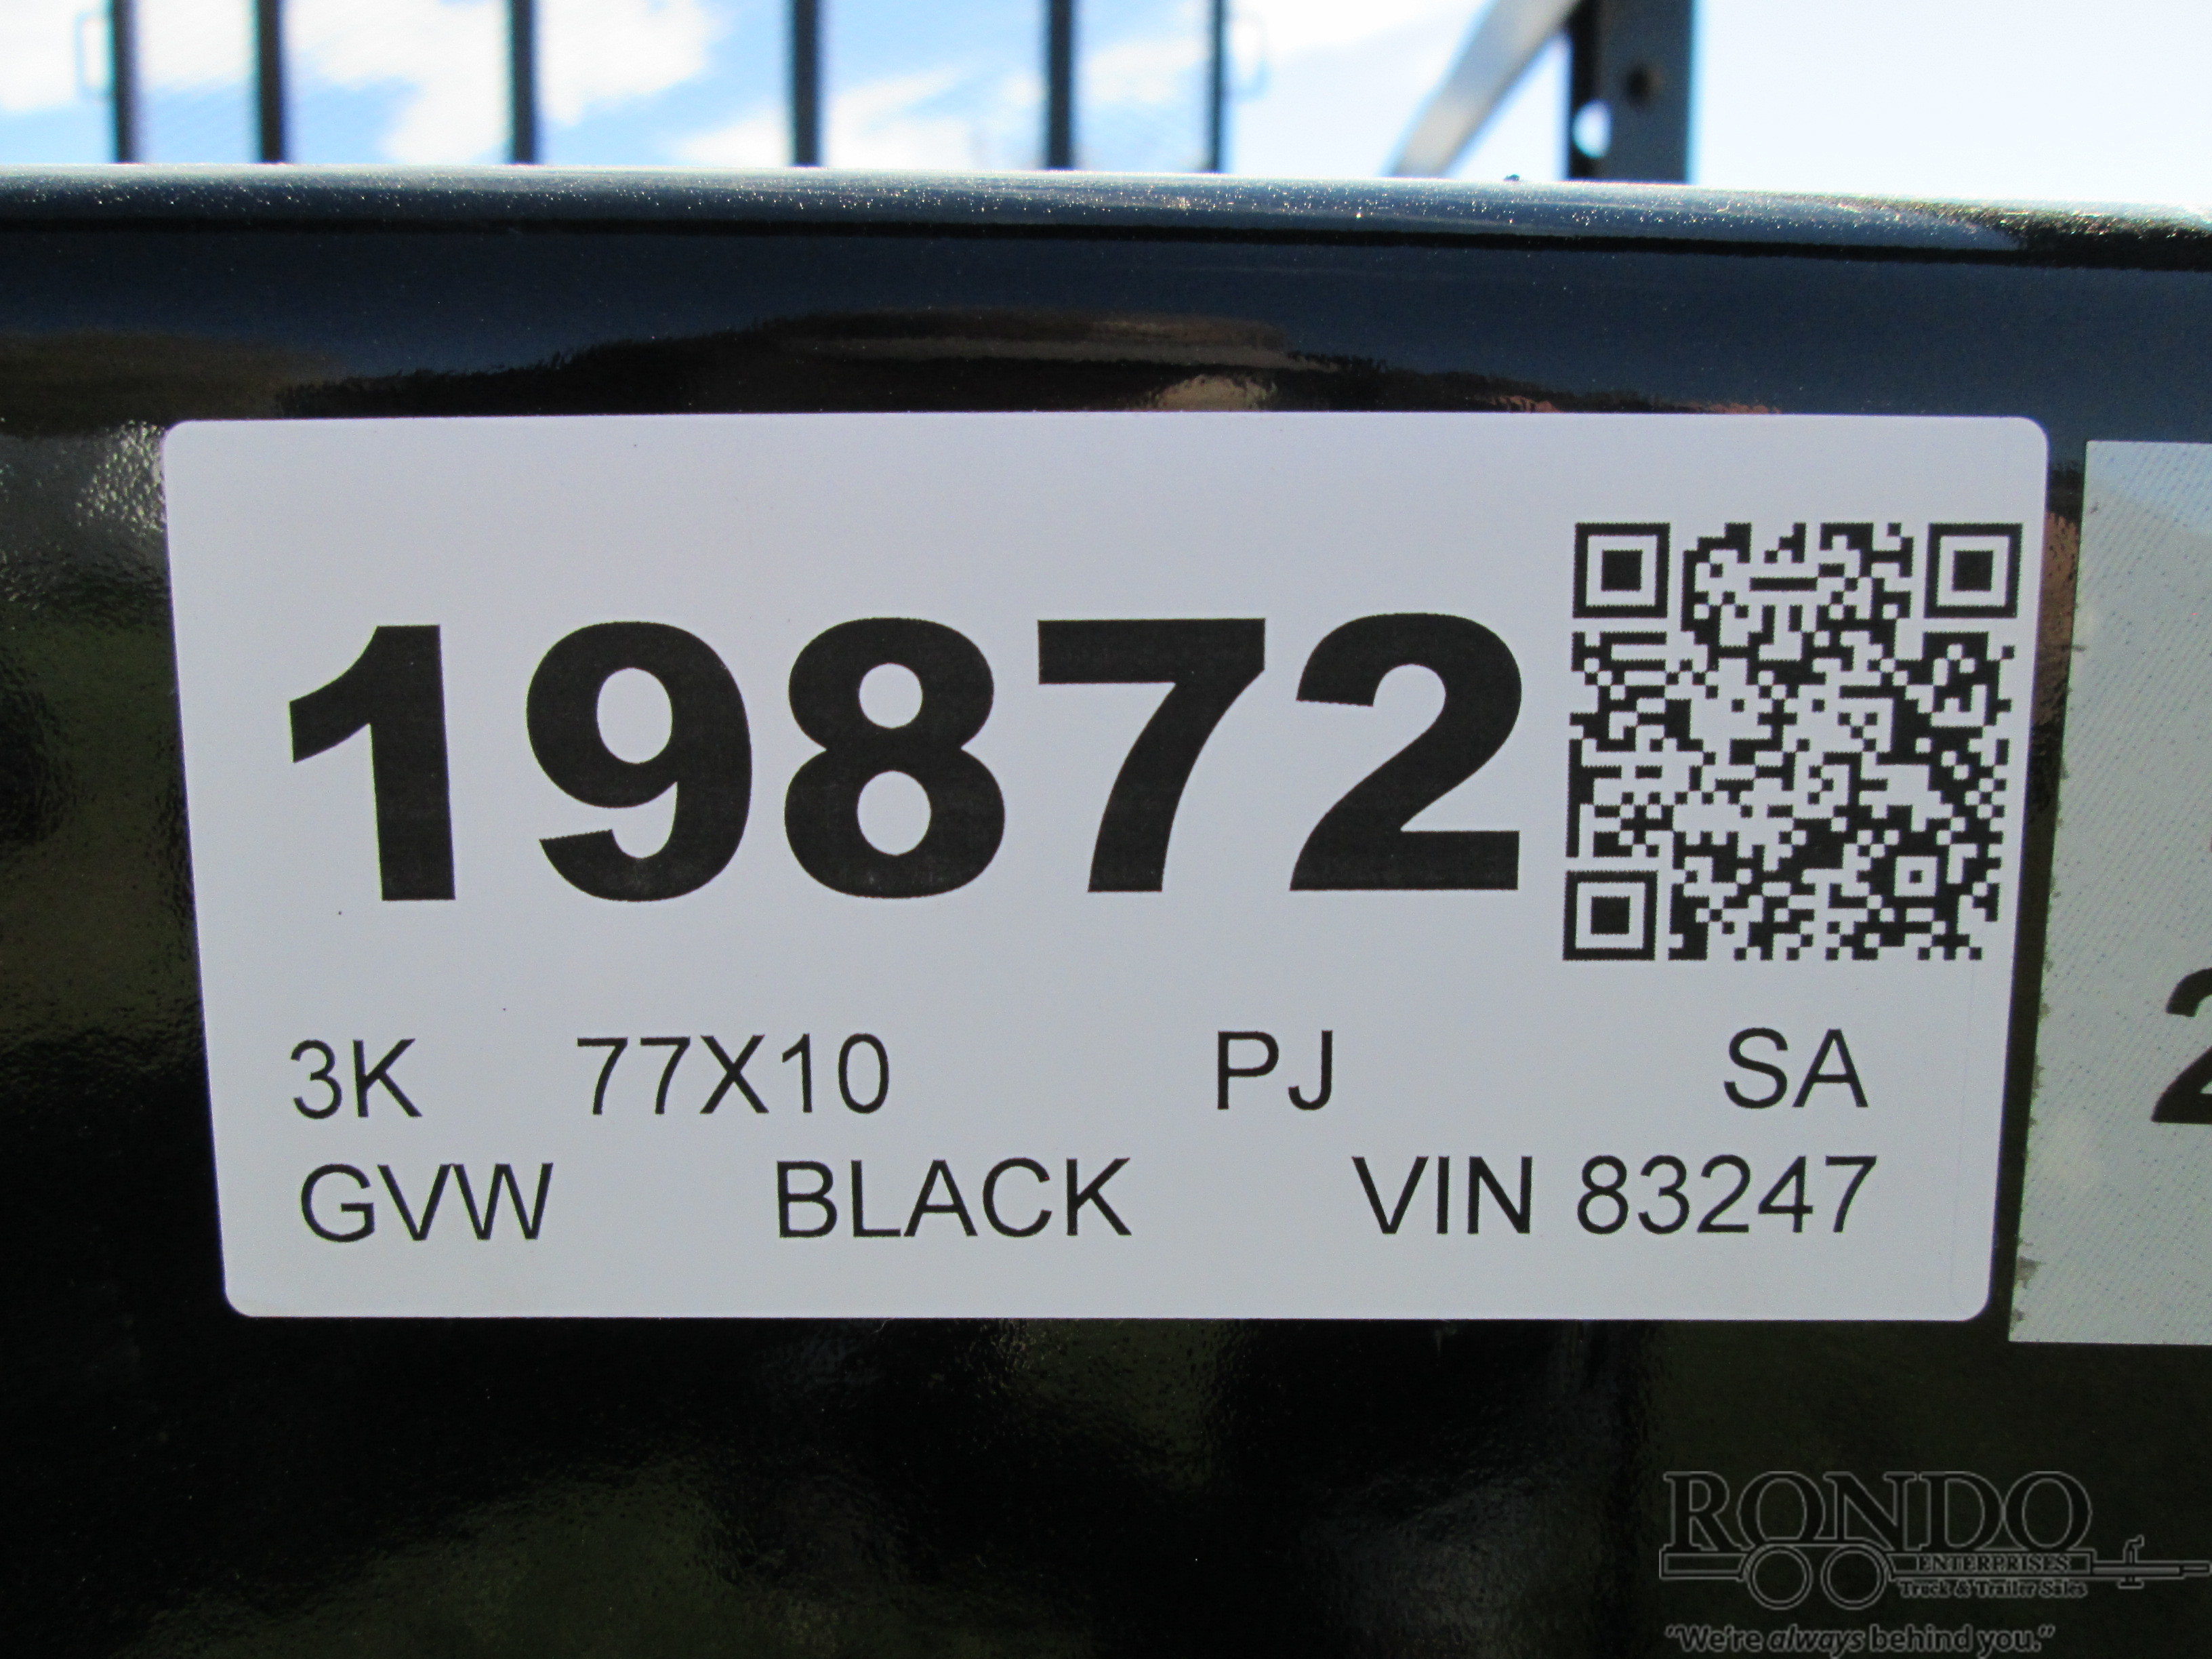 19872
3K 77X10 PJ SA
GVW BLACK VIN 83247
2
RONDO
ENTERPRISES
Truck & Trailer Sales
"We're always behind you."